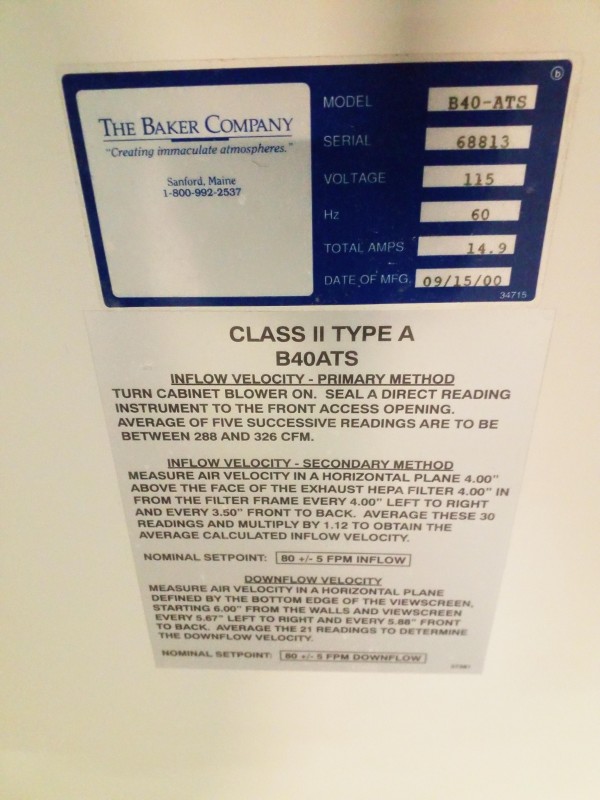 THE BAKER COMPANY
"Creating immaculate atmospheres."
Sanford, Maine
1-800-992-2537
b
MODEL B40-ATS
SERIAL 68813
VOLTAGE 115
Hz 60
TOTAL AMPS 14.9
DATE OF MFG. 09/15/00
34715
CLASS II TYPE A
B40ATS
INFLOW VELOCITY - PRIMARY METHOD
TURN CABINET BLOWER ON. SEAL A DIRECT READING
INSTRUMENT TO THE FRONT ACCESS OPENING.
AVERAGE OF FIVE SUCCESSIVE READINGS ARE TO BE
BETWEEN 288 AND 326 CFM.
INFLOW VELOCITY - SECONDARY METHOD
MEASURE AIR VELOCITY IN A HORIZONTAL PLANE 4.00"
ABOVE THE FACE OF THE EXHAUST HEPA FILTER 4.00" IN
FROM THE FILTER FRAME EVERY 4.00" LEFT TO RIGHT
AND EVERY 3.50" FRONT TO BACK. AVERAGE THESE 30
READINGS AND MULTIPLY BY 1.12 TO OBTAIN THE
AVERAGE CALCULATED INFLOW VELOCITY.
NOMINAL SETPOINT: 80 +/- 5 FPM INFLOW
DOWNFLOW VELOCITY
MEASURE AIR VELOCITY IN A HORIZONTAL PLANE
DEFINED BY THE BOTTOM EDGE OF THE VIEWSCREEN,
STARTING 6.00" FROM THE WALLS AND VIEWSCREEN
EVERY 5.67" LEFT TO RIGHT AND EVERY 5.88" FRONT
TO BACK. AVERAGE THE 21 READINGS TO DETERMINE
THE DOWNFLOW VELOCITY.
NOMINAL SETPOINT: 80 +/- 5 FPM DOWNFLOW